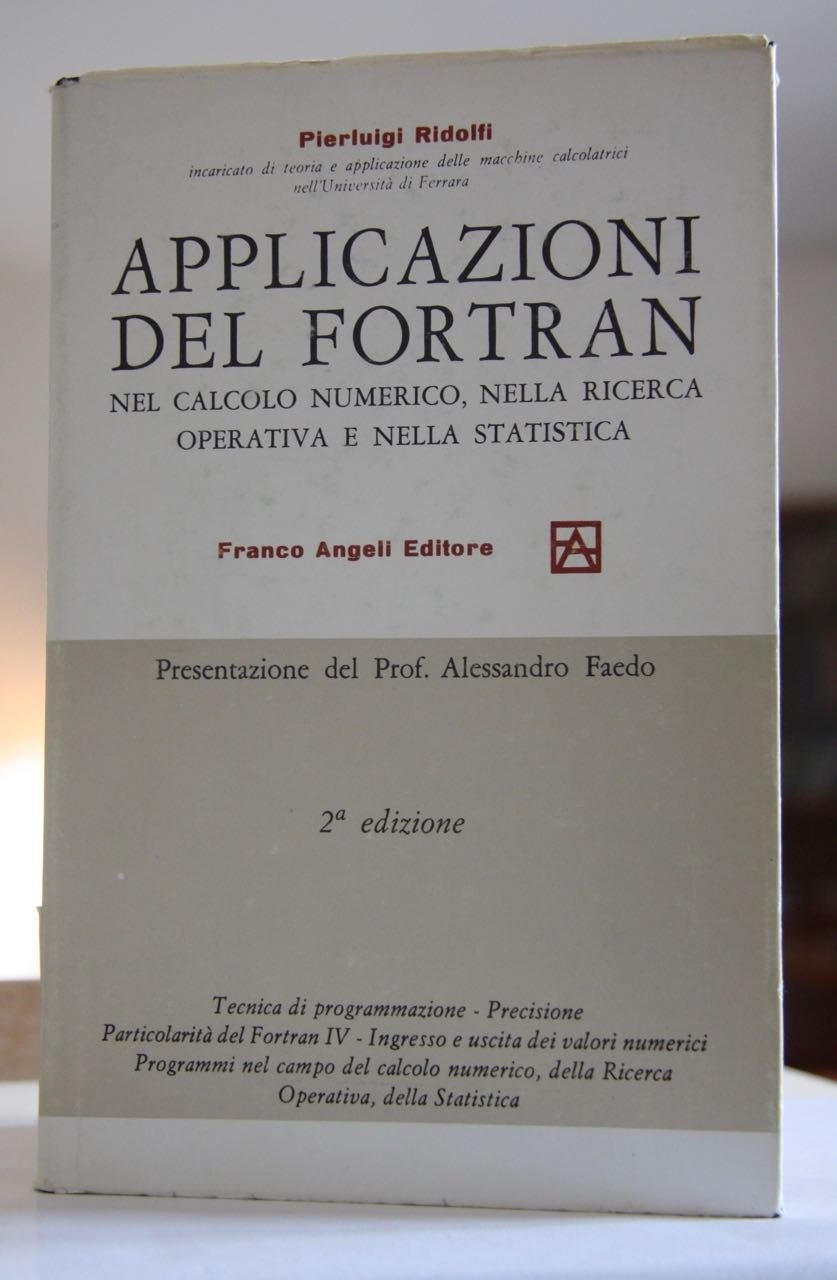 Pierluigi Ridolfi
incaricato di teoria e applicazione delle macchine calcolatrici
nell'Università di Ferrara
APPLICAZIONI
DEL FORTRAN
NEL CALCOLO NUMERICO, NELLA RICERCA
OPERATIVA E NELLA STATISTICA
Franco Angeli Editore
Presentazione del Prof. Alessandro Faedo
2ª edizione
Tecnica di programmazione - Precisione
Particolarità del Fortran IV - Ingresso e uscita dei valori numerici
Programmi nel campo del calcolo numerico, della Ricerca
Operativa, della Statistica